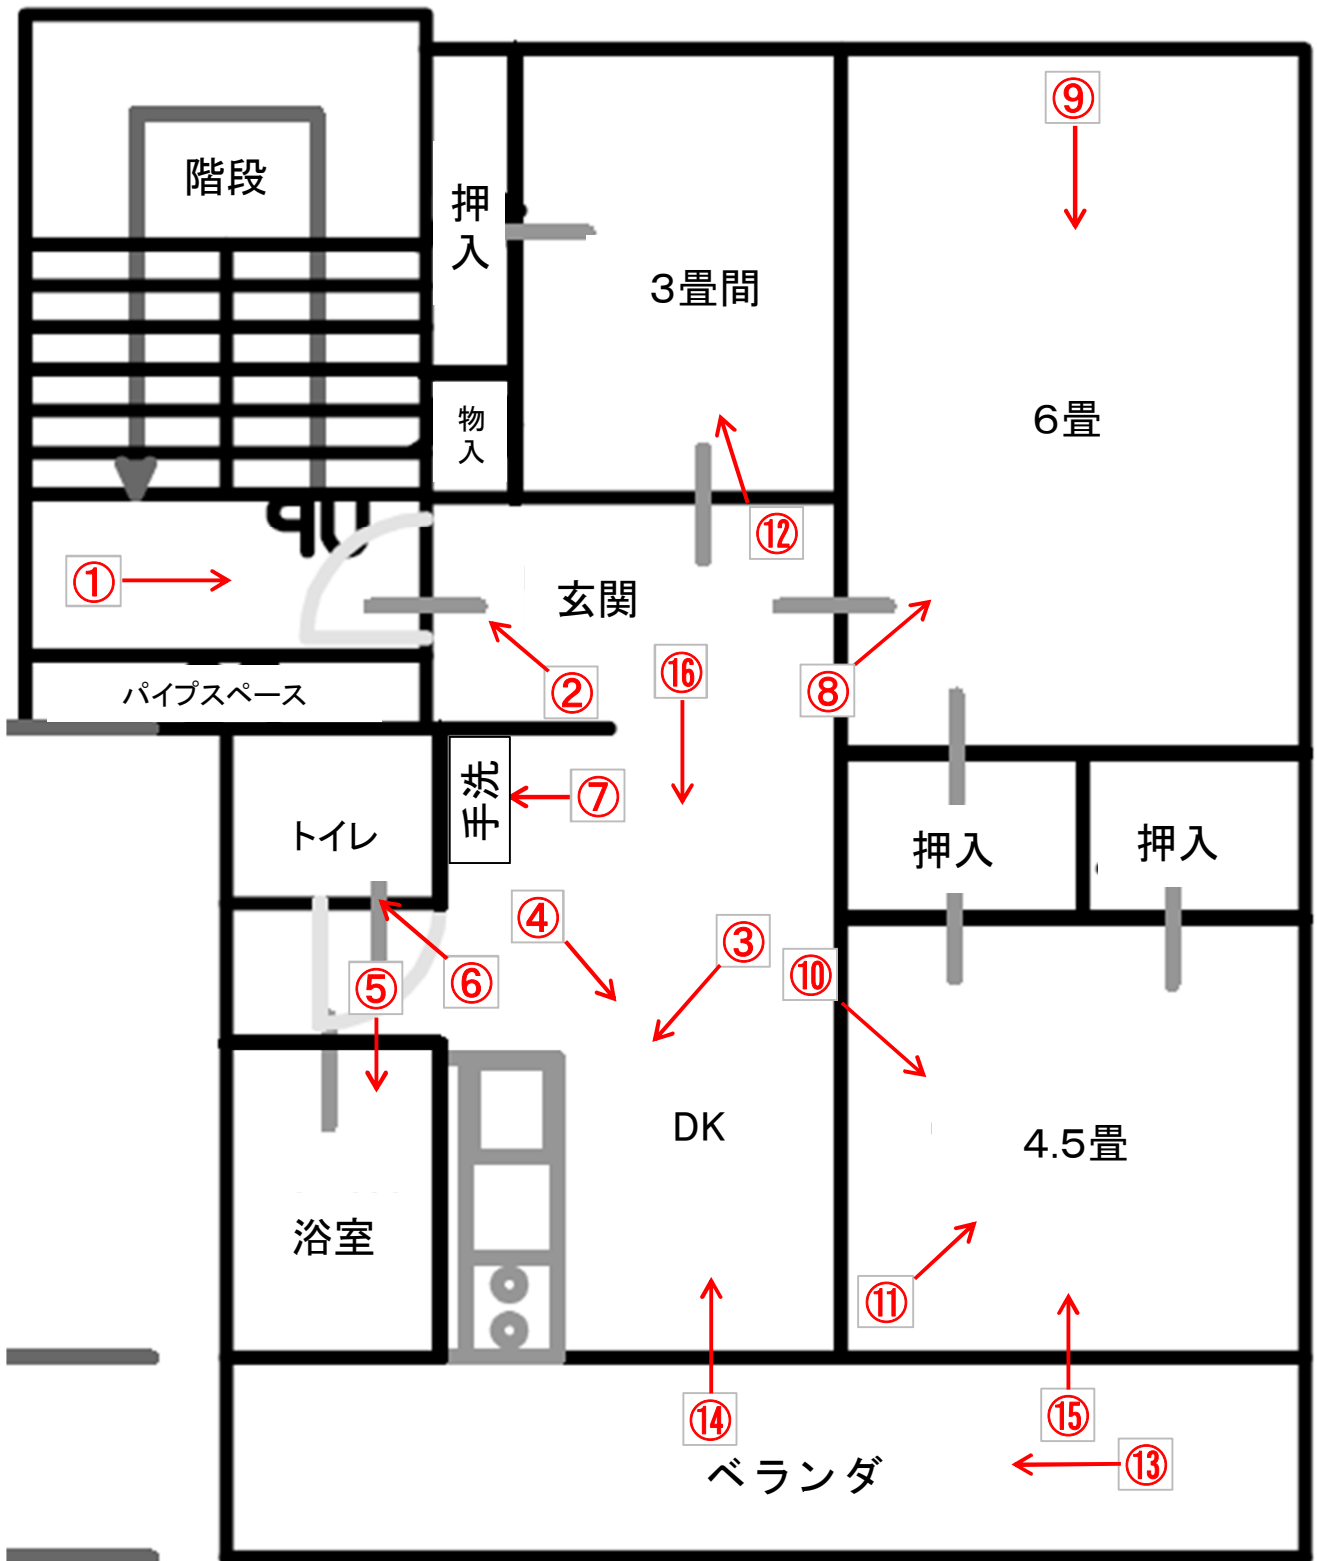 ⑨
階段
押入
3畳間
6畳
物入
⑫
①
玄関
⑯
②
⑧
パイプスペース
手洗
⑦
トイレ
押入
押入
④
③
⑩
⑤
⑥
DK
4.5畳
浴室
⑪
⑭
⑮
⑬
ベランダ